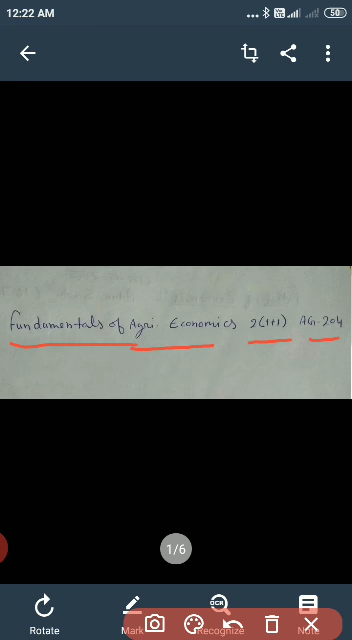 12:22 AM
50
Fundamentals of Agri. Economics 2(1+1) AG.204
1/6
OCR
Rotate
Mark
Recognize
Note